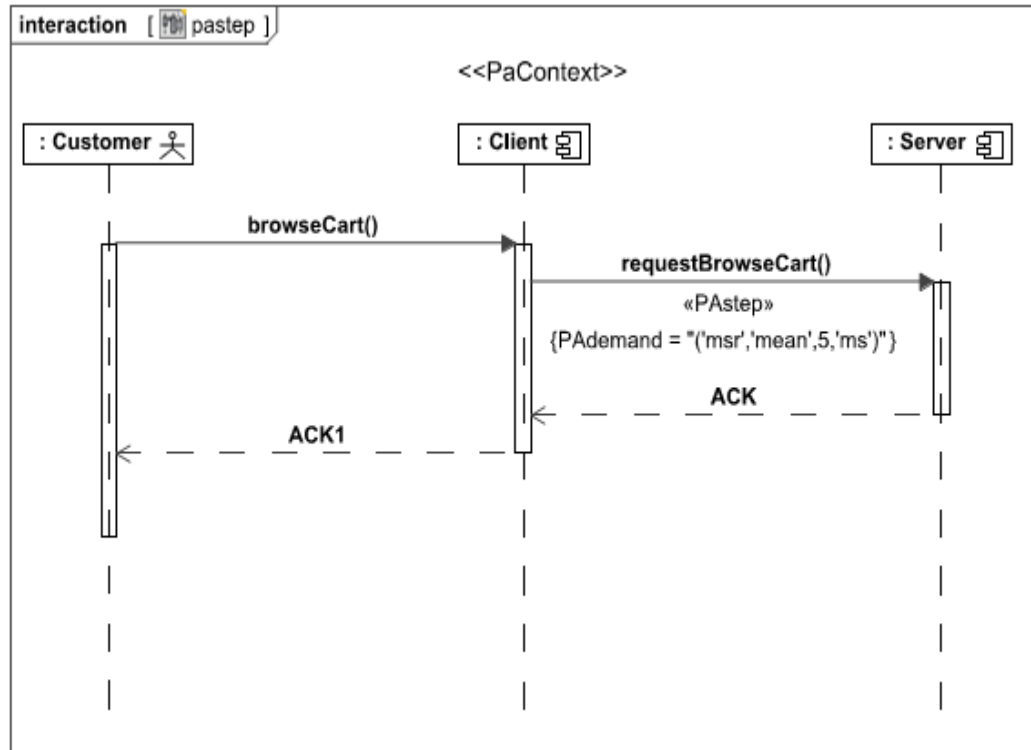 interaction [ pastep ]
<<PaContext>>
: Customer
: Client
: Server
browseCart()
requestBrowseCart()
«PAstep»
{PAdemand = "('msr','mean',5,'ms')"}
ACK
ACK1